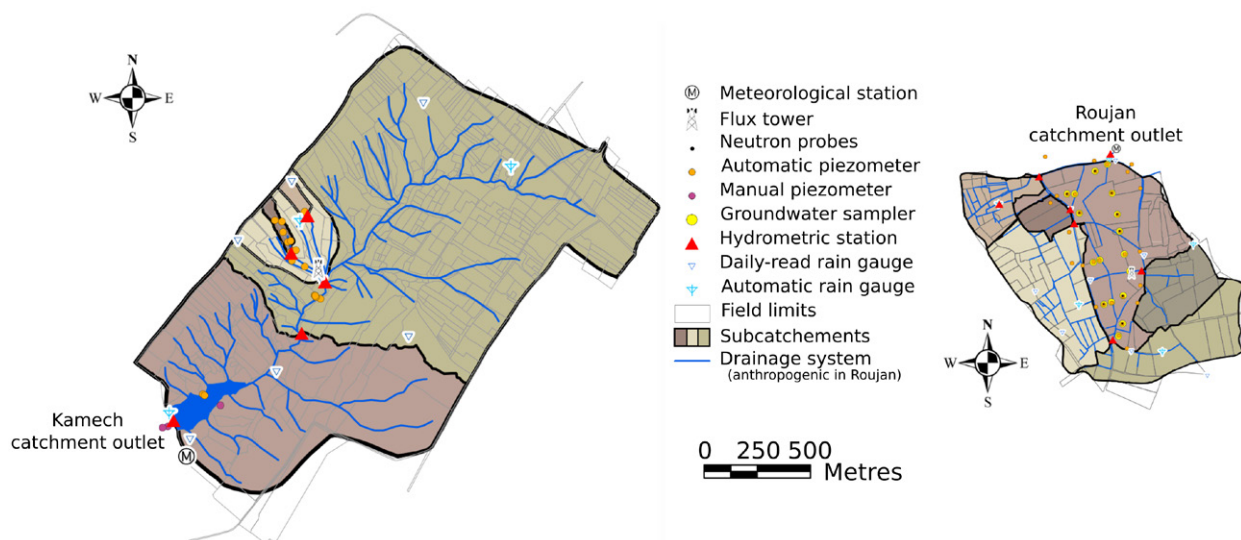 N
W E
S
Kamech
catchment outlet
M
M Meteorological station
Flux tower
Neutron probes
Automatic piezometer
Manual piezometer
Groundwater sampler
Hydrometric station
Daily-read rain gauge
Automatic rain gauge
Field limits
Subcatchements
Drainage system
(anthropogenic in Roujan)
0 250 500
Metres
Roujan
catchment outlet
M
N
W E
S